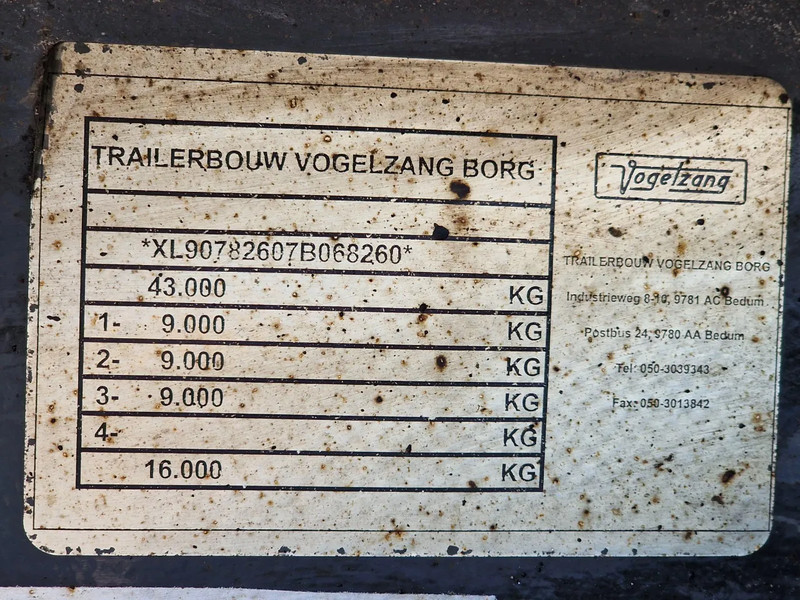 TRAILERBOUW VOGELZANG BORG
*XL90782607B068260*
43.000 KG
1- 9.000 KG
2- 9.000 KG
3- 9.000 KG
4- KG
16.000 KG
Vogelzang
TRAILERBOUW VOGELZANG BORG
Industrieweg 8-10, 9781 AC Bedum
Postbus 24, 9780 AA Bedum
Tel: 050-3039343
Fax: 050-3013842